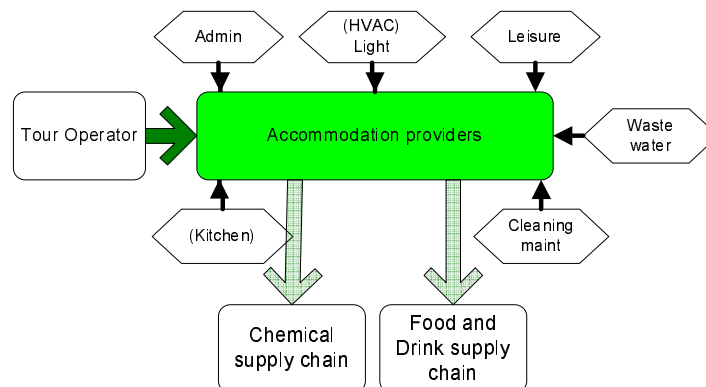 Admin
(HVAC)
Light
Leisure
Tour Operator
Accommodation providers
Waste
water
(Kitchen)
Cleaning
maint
Chemical
supply chain
Food and
Drink supply
chain